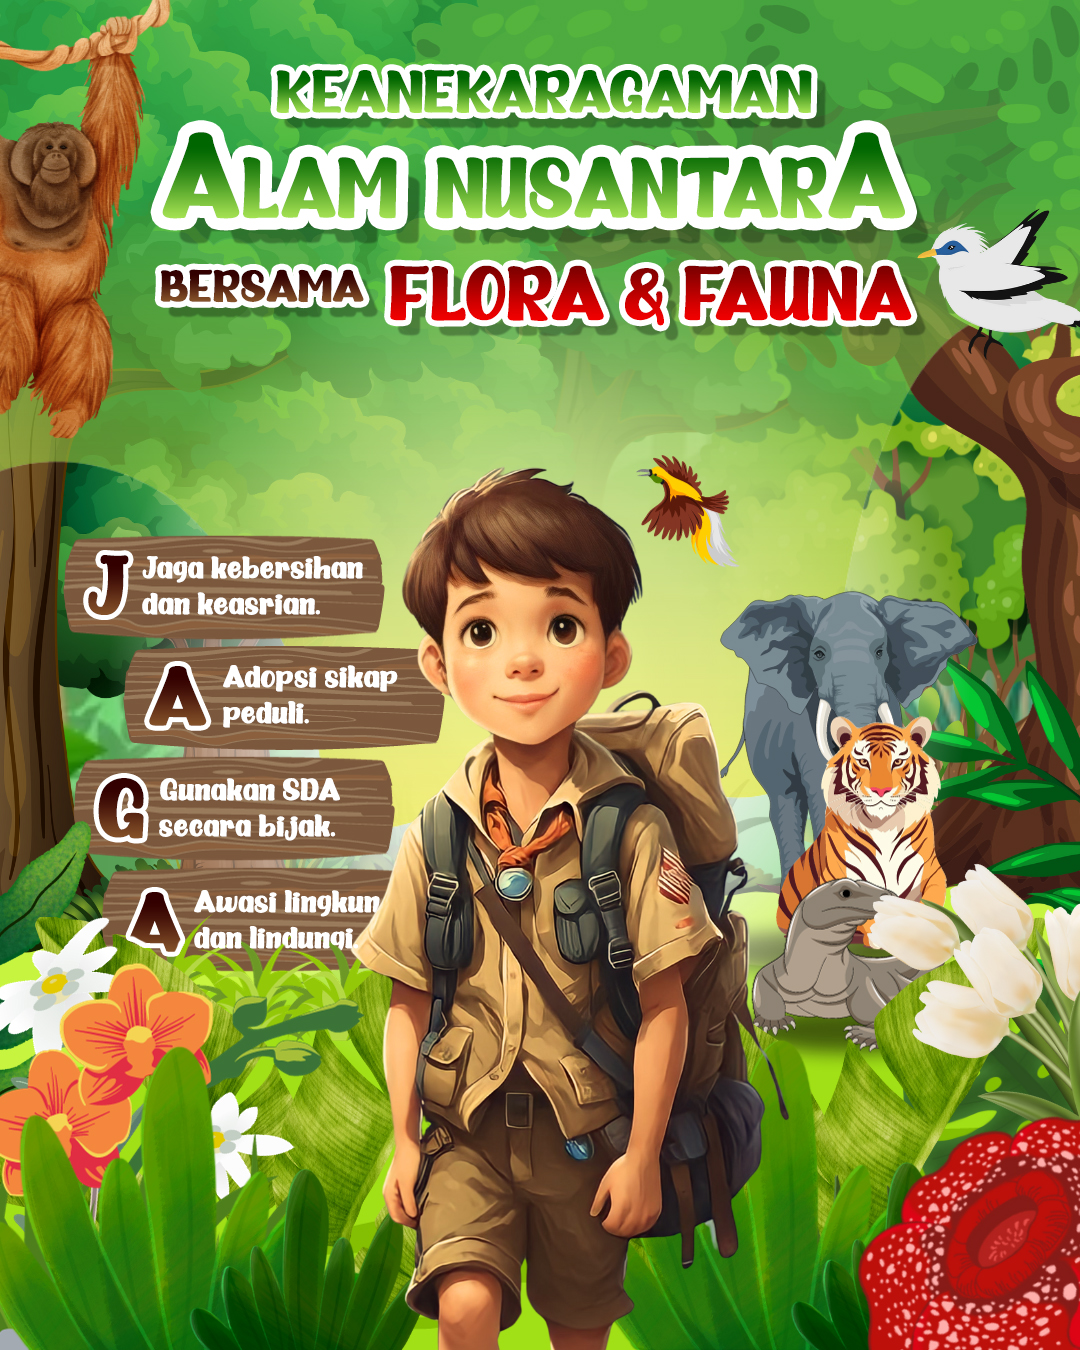 KEANEKARAGAMAN
ALAM NUSANTARA
BERSAMA FLORA & FAUNA
J Jaga kebersihan
dan keasrian.
A Adopsi sikap
peduli.
G Gunakan SDA
secara bijak.
A Awasi lingkun
dan lindungi.